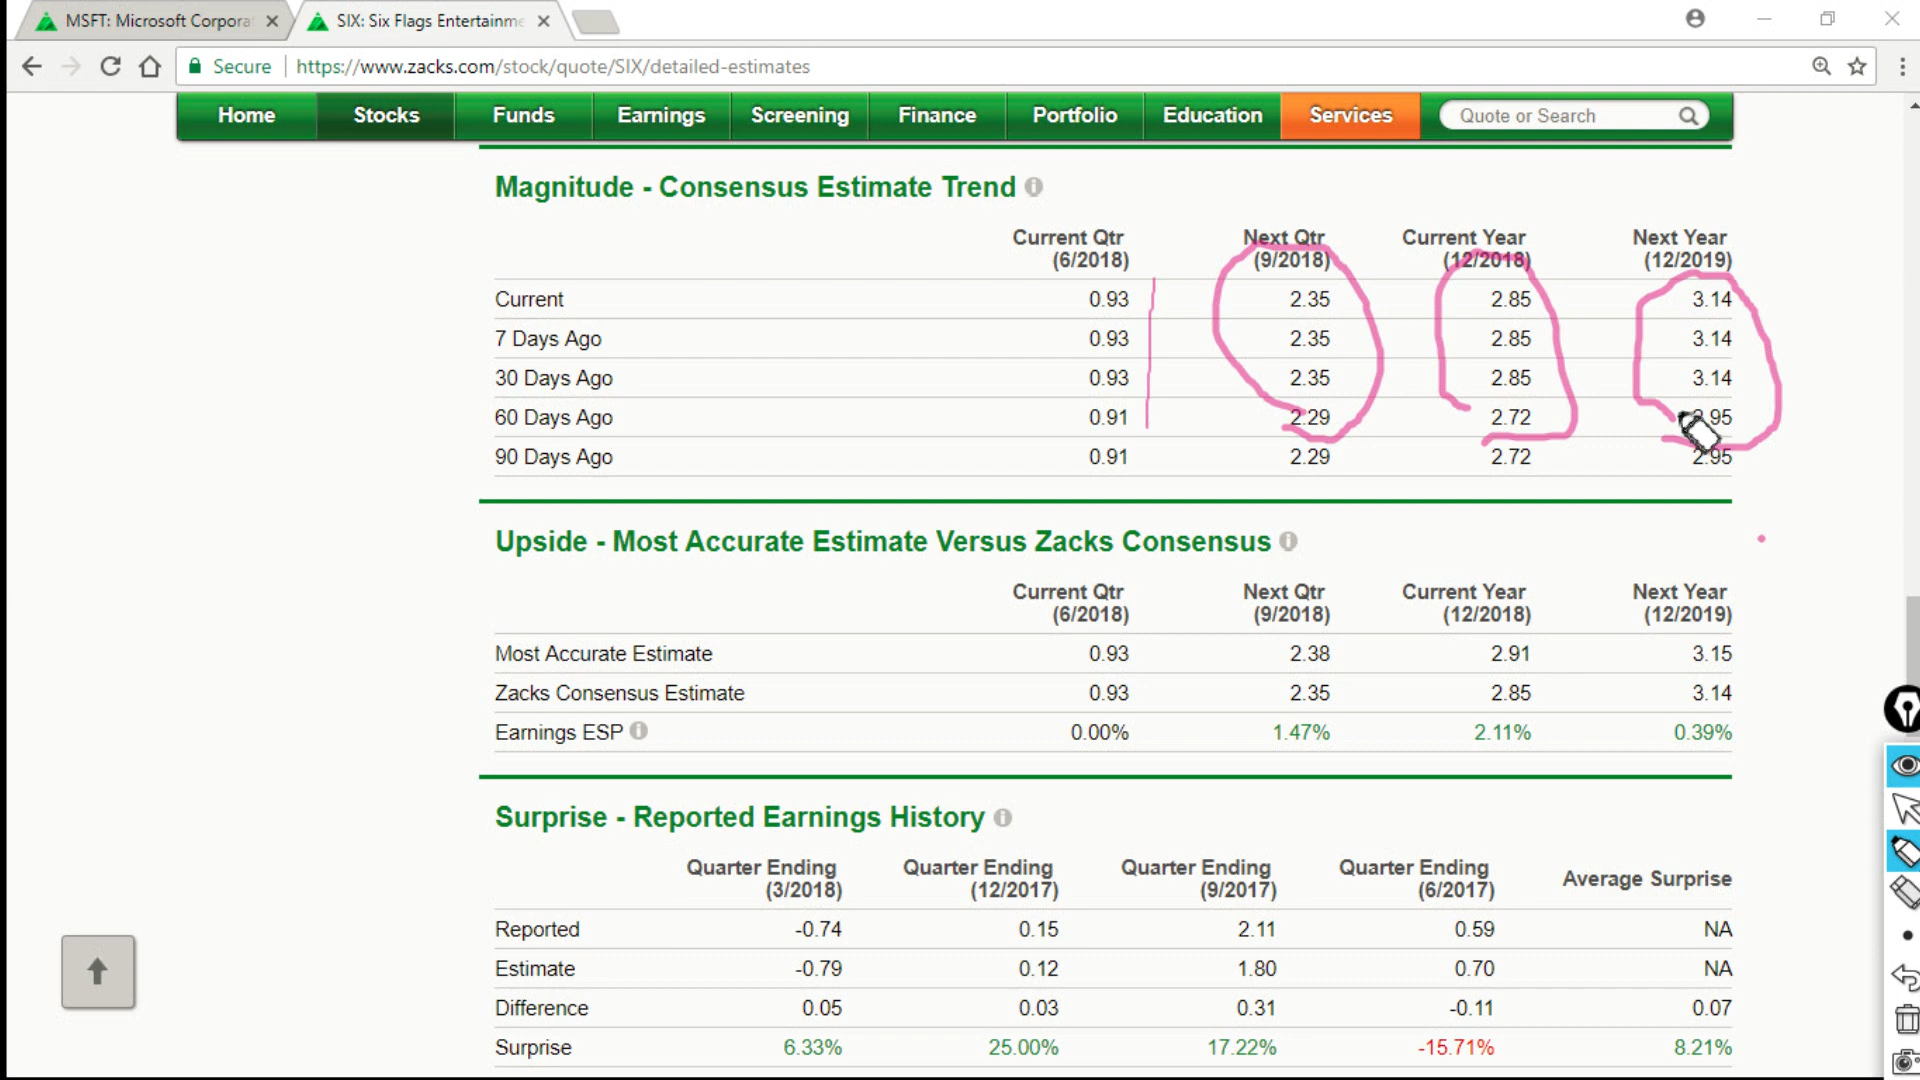 MSFT: Microsoft Corpora
SIX: Six Flags Entertainme
Secure https://www.zacks.com/stock/quote/SIX/detailed-estimates
Home Stocks Funds Earnings Screening Finance Portfolio Education Services Quote or Search
Magnitude - Consensus Estimate Trend
Current Qtr (6/2018) Next Qtr (9/2018) Current Year (12/2018) Next Year (12/2019)
Current 0.93 2.35 2.85 3.14
7 Days Ago 0.93 2.35 2.85 3.14
30 Days Ago 0.93 2.35 2.85 3.14
60 Days Ago 0.91 2.29 2.72 2.95
90 Days Ago 0.91 2.29 2.72 2.95
Upside - Most Accurate Estimate Versus Zacks Consensus
Current Qtr (6/2018) Next Qtr (9/2018) Current Year (12/2018) Next Year (12/2019)
Most Accurate Estimate 0.93 2.38 2.91 3.15
Zacks Consensus Estimate 0.93 2.35 2.85 3.14
Earnings ESP 0.00% 1.47% 2.11% 0.39%
Surprise - Reported Earnings History
Quarter Ending (3/2018) Quarter Ending (12/2017) Quarter Ending (9/2017) Quarter Ending (6/2017) Average Surprise
Reported -0.74 0.15 2.11 0.59 NA
Estimate -0.79 0.12 1.80 0.70 NA
Difference 0.05 0.03 0.31 -0.11 0.07
Surprise 6.33% 25.00% 17.22% -15.71% 8.21%